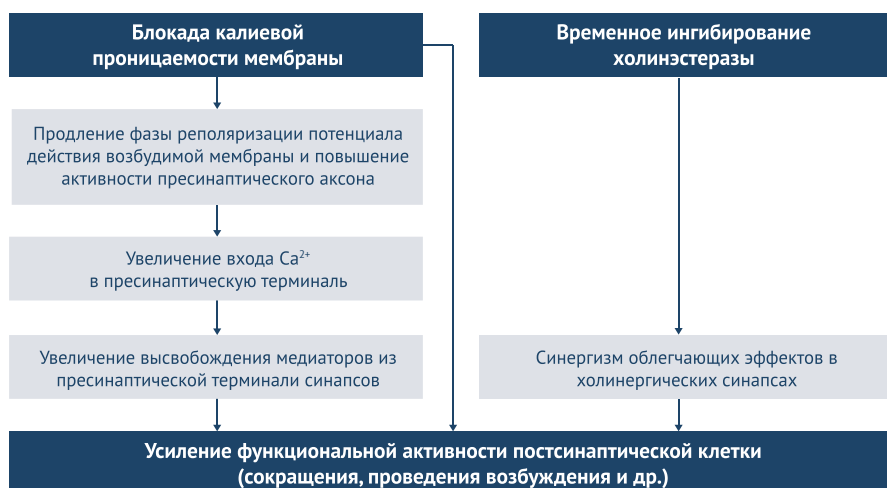 Блокада калиевой
проницаемости мембраны
Продление фазы реполяризации потенциала
действия возбудимой мембраны и повышение
активности пресинаптического аксона
Увеличение входа Ca²⁺
в пресинаптическую терминаль
Увеличение высвобождения медиаторов из
пресинаптической терминали синапсов
Временное ингибирование
холинэстеразы
Синергизм облегчающих эффектов в
холинергических синапсах
Усиление функциональной активности постсинаптической клетки
(сокращения, проведения возбуждения и др.)